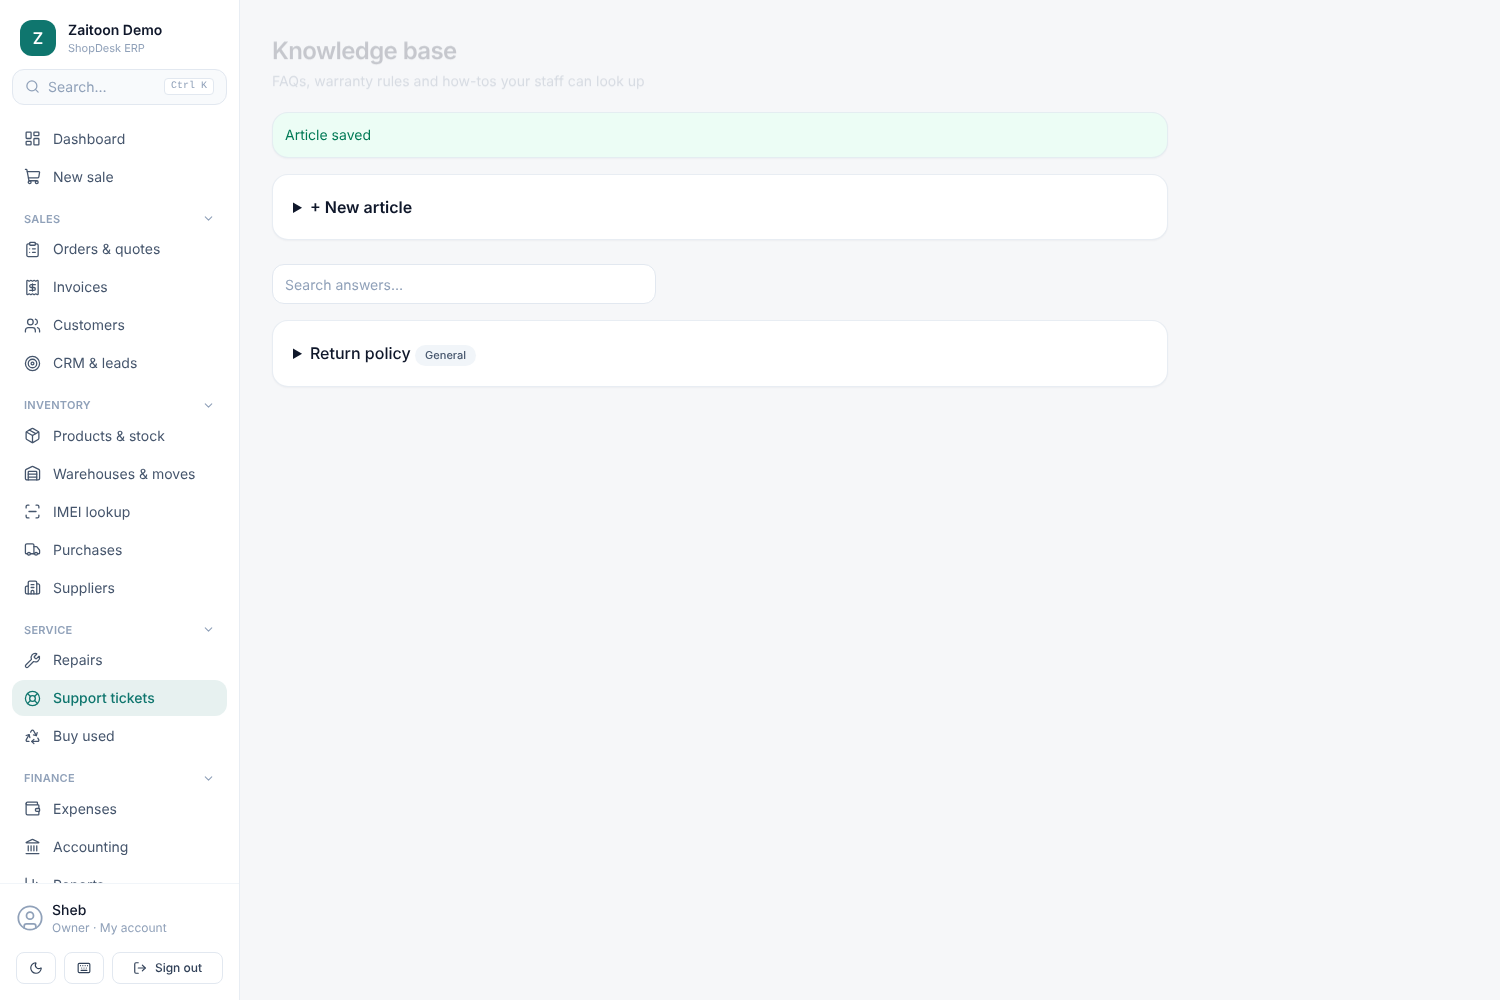 Z
Zaitoon Demo
ShopDesk ERP
Search...
Ctrl K
Dashboard
New sale
SALES
Orders & quotes
Invoices
Customers
CRM & leads
INVENTORY
Products & stock
Warehouses & moves
IMEI lookup
Purchases
Suppliers
SERVICE
Repairs
Support tickets
Buy used
FINANCE
Expenses
Accounting
Reports
Sheb
Owner · My account
Sign out
Knowledge base
FAQs, warranty rules and how-tos your staff can look up
Article saved
+ New article
Search answers...
Return policy General